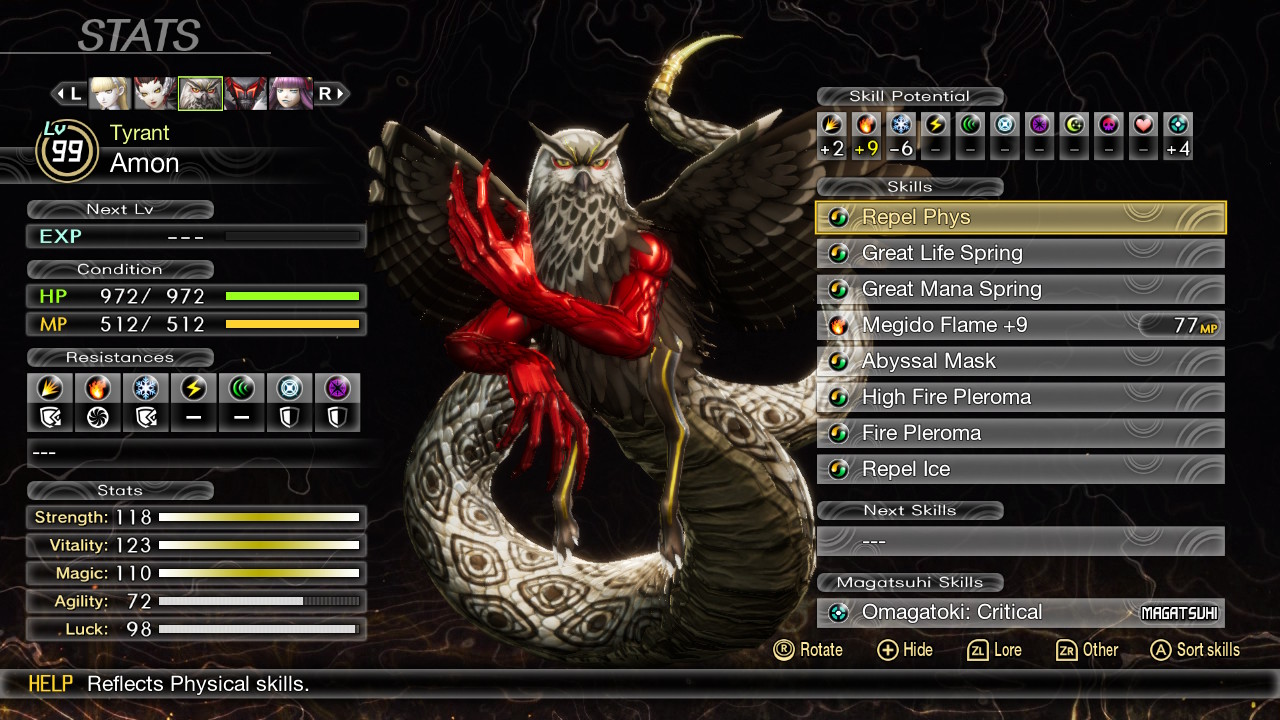 STATS
L R
Lv 99
Tyrant
Amon
Next Lv
EXP ---
Condition
HP 972/ 972
MP 512/ 512
Resistances
— —
---
Stats
Strength: 118
Vitality: 123
Magic: 110
Agility: 72
Luck: 98
Skill Potential
+2 +9 -6 - - - - - - - +4
Skills
Repel Phys
Great Life Spring
Great Mana Spring
Megido Flame +9 77MP
Abyssal Mask
High Fire Pleroma
Fire Pleroma
Repel Ice
Next Skills
---
Magatsuhi Skills
Omagatoki: Critical MAGATSUHI
R Rotate + Hide ZL Lore ZR Other A Sort skills
HELP Reflects Physical skills.